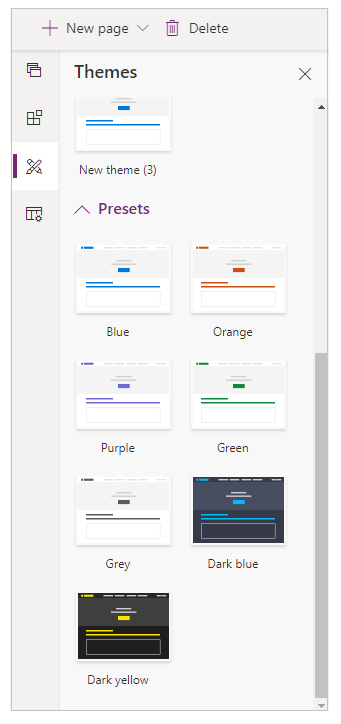 New page Delete
Themes
New theme (3)
Presets
Blue Orange
Purple Green
Grey Dark blue
Dark yellow